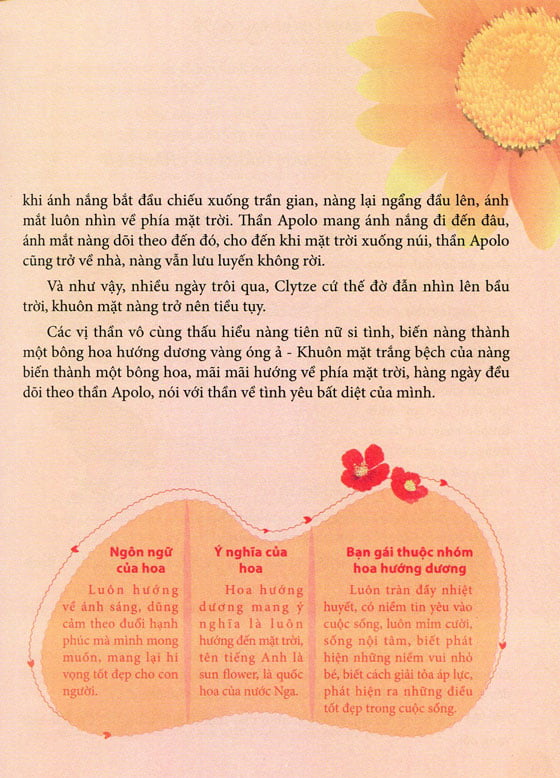 khi ánh nắng bắt đầu chiếu xuống trần gian, nàng lại ngẩng đầu lên, ánh
mắt luôn nhìn về phía mặt trời. Thần Apolo mang ánh nắng đi đến đâu,
ánh mắt nàng dõi theo đến đó, cho đến khi mặt trời xuống núi, thần Apolo
cũng trở về nhà, nàng vẫn lưu luyến không rời.
Và như vậy, nhiều ngày trôi qua, Clytze cứ thế đờ đẫn nhìn lên bầu
trời, khuôn mặt nàng trở nên tiều tụy.
Các vị thần vô cùng thấu hiểu nàng tiên nữ si tình, biến nàng thành
một bông hoa hướng dương vàng óng ả - Khuôn mặt trắng bệch của nàng
biến thành một bông hoa, mãi mãi hướng về phía mặt trời, hàng ngày đều
dõi theo thần Apolo, nói với thần về tình yêu bất diệt của mình.
Ngôn ngữ
của hoa
Luôn hướng
về ánh sáng, dũng
cảm theo đuổi hạnh
phúc mà mình mong
muốn, mang lại hi
vọng tốt đẹp cho con
người.
Ý nghĩa của
hoa
Hoa hướng
dương mang ý
nghĩa là luôn
hướng đến mặt trời,
tên tiếng Anh là
sun flower, là quốc
hoa của nước Nga.
Bạn gái thuộc nhóm
hoa hướng dương
Luôn tràn đầy nhiệt
huyết, có niềm tin yêu vào
cuộc sống, luôn mỉm cười,
sống nội tâm, biết phát
hiện những niềm vui nhỏ
bé, biết cách giải tỏa áp lực,
phát hiện ra những điều
tốt đẹp trong cuộc sống.